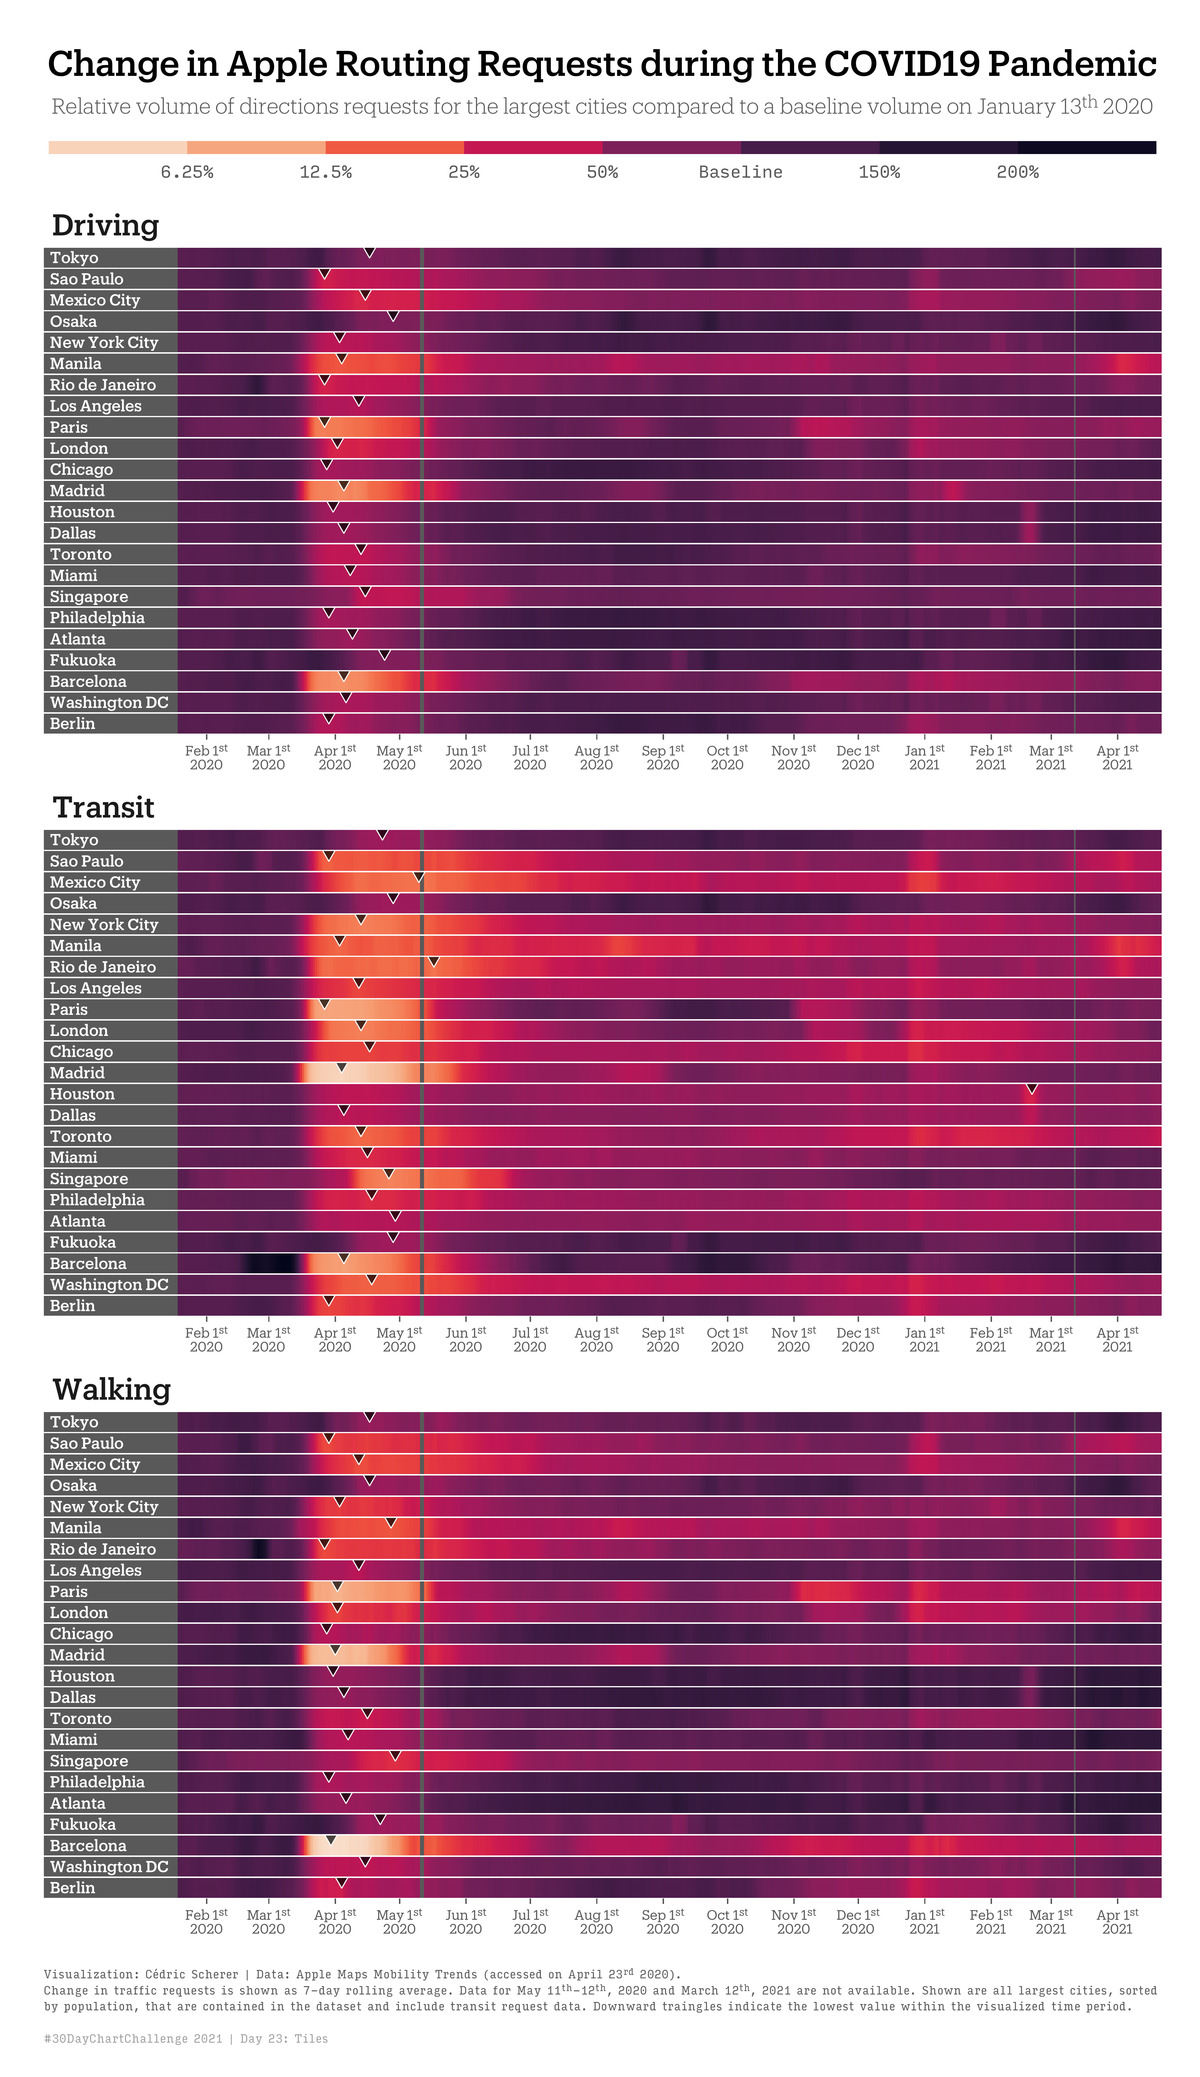 Change in Apple Routing Requests during the COVID19 Pandemic
Relative volume of directions requests for the largest cities compared to a baseline volume on January 13th 2020
6.25% 12.5% 25% 50% Baseline 150% 200%
Driving
Tokyo
Sao Paulo
Mexico City
Osaka
New York City
Manila
Rio de Janeiro
Los Angeles
Paris
London
Chicago
Madrid
Houston
Dallas
Toronto
Miami
Singapore
Philadelphia
Atlanta
Fukuoka
Barcelona
Washington DC
Berlin
Feb 1st Mar 1st Apr 1st May 1st Jun 1st Jul 1st Aug 1st Sep 1st Oct 1st Nov 1st Dec 1st Jan 1st Feb 1st Mar 1st Apr 1st
2020 2020 2020 2020 2020 2020 2020 2020 2020 2020 2020 2021 2021 2021 2021
Transit
Tokyo
Sao Paulo
Mexico City
Osaka
New York City
Manila
Rio de Janeiro
Los Angeles
Paris
London
Chicago
Madrid
Houston
Dallas
Toronto
Miami
Singapore
Philadelphia
Atlanta
Fukuoka
Barcelona
Washington DC
Berlin
Feb 1st Mar 1st Apr 1st May 1st Jun 1st Jul 1st Aug 1st Sep 1st Oct 1st Nov 1st Dec 1st Jan 1st Feb 1st Mar 1st Apr 1st
2020 2020 2020 2020 2020 2020 2020 2020 2020 2020 2020 2021 2021 2021 2021
Walking
Tokyo
Sao Paulo
Mexico City
Osaka
New York City
Manila
Rio de Janeiro
Los Angeles
Paris
London
Chicago
Madrid
Houston
Dallas
Toronto
Miami
Singapore
Philadelphia
Atlanta
Fukuoka
Barcelona
Washington DC
Berlin
Feb 1st Mar 1st Apr 1st May 1st Jun 1st Jul 1st Aug 1st Sep 1st Oct 1st Nov 1st Dec 1st Jan 1st Feb 1st Mar 1st Apr 1st
2020 2020 2020 2020 2020 2020 2020 2020 2020 2020 2020 2021 2021 2021 2021
Visualization: Cédric Scherer | Data: Apple Maps Mobility Trends (accessed on April 23rd 2020).
Change in traffic requests is shown as 7-day rolling average. Data for May 11th–12th, 2020 and March 12th, 2021 are not available. Shown are all largest cities, sorted
by population, that are contained in the dataset and include transit request data. Downward traingles indicate the lowest value within the visualized time period.
#30DayChartChallenge 2021 | Day 23: Tiles